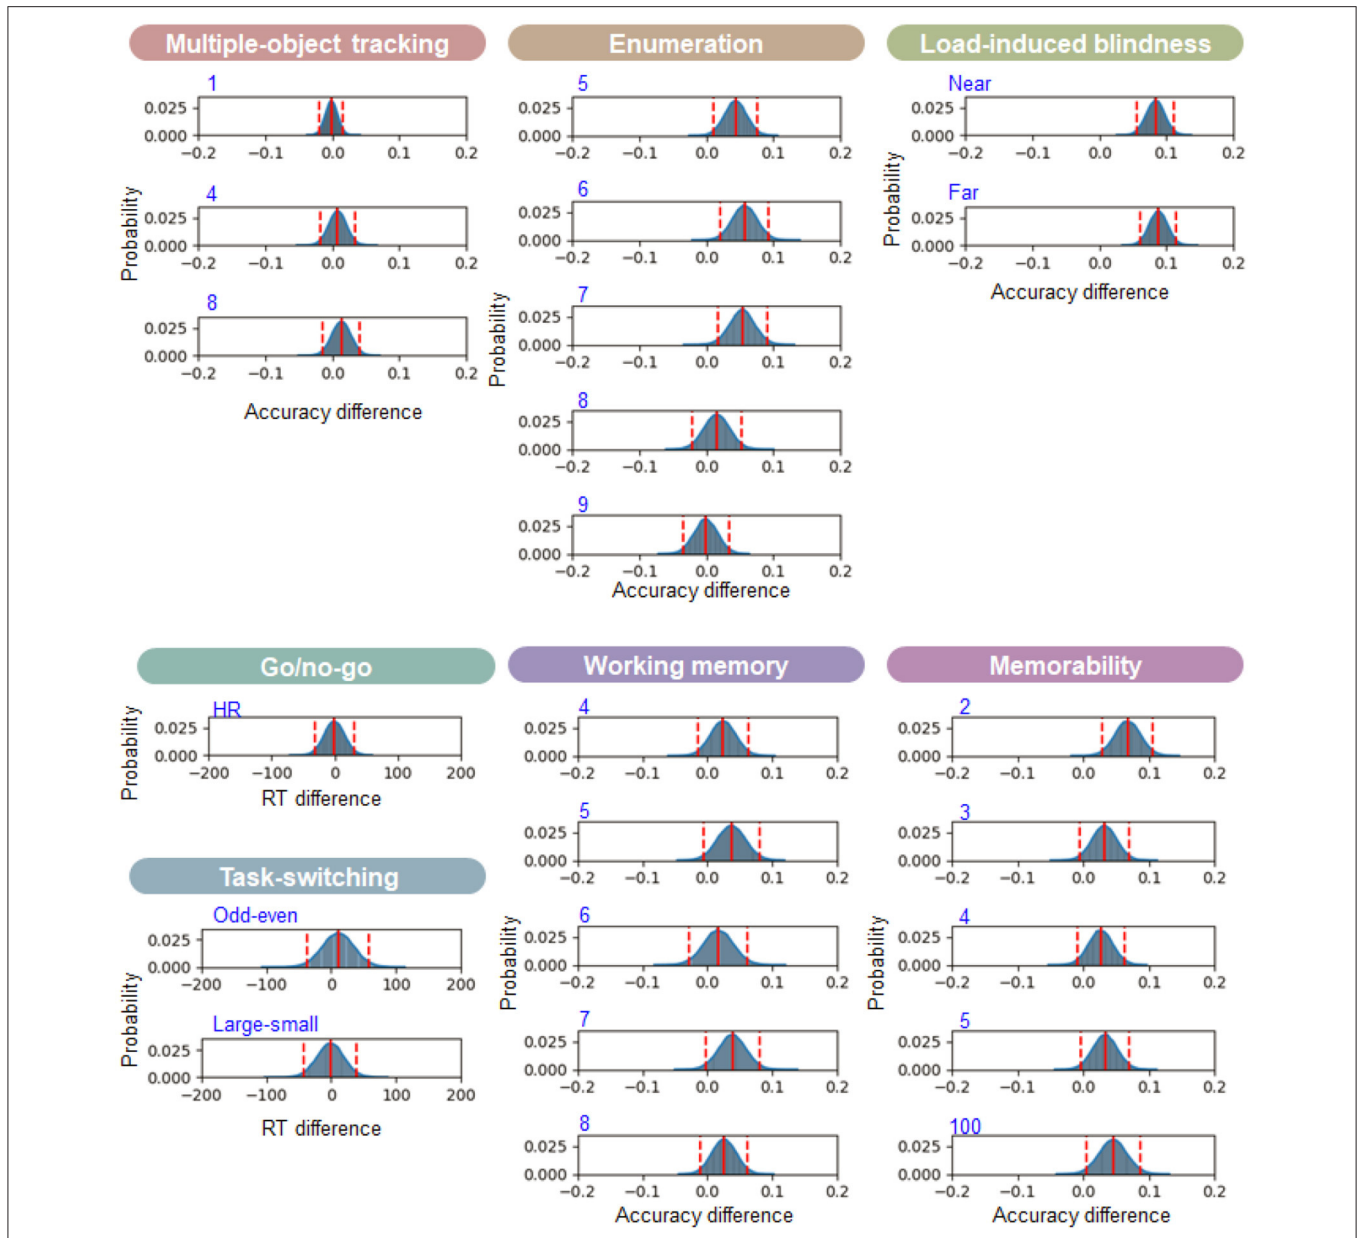 Multiple-object tracking
1
0.025
0.000
−0.2 −0.1 0.0 0.1 0.2
4
0.025
0.000
−0.2 −0.1 0.0 0.1 0.2
8
0.025
0.000
−0.2 −0.1 0.0 0.1 0.2
Probability
Accuracy difference
Enumeration
5
0.025
0.000
−0.2 −0.1 0.0 0.1 0.2
6
0.025
0.000
−0.2 −0.1 0.0 0.1 0.2
7
0.025
0.000
−0.2 −0.1 0.0 0.1 0.2
8
0.025
0.000
−0.2 −0.1 0.0 0.1 0.2
9
0.025
0.000
−0.2 −0.1 0.0 0.1 0.2
Probability
Accuracy difference
Load-induced blindness
Near
0.025
0.000
−0.2 −0.1 0.0 0.1 0.2
Far
0.025
0.000
−0.2 −0.1 0.0 0.1 0.2
Probability
Accuracy difference
Go/no-go
HR
0.025
0.000
−200 −100 0 100 200
Probability
RT difference
Task-switching
Odd-even
0.025
0.000
−200 −100 0 100 200
Large-small
0.025
0.000
−200 −100 0 100 200
Probability
RT difference
Working memory
4
0.025
0.000
−0.2 −0.1 0.0 0.1 0.2
5
0.025
0.000
−0.2 −0.1 0.0 0.1 0.2
6
0.025
0.000
−0.2 −0.1 0.0 0.1 0.2
7
0.025
0.000
−0.2 −0.1 0.0 0.1 0.2
8
0.025
0.000
−0.2 −0.1 0.0 0.1 0.2
Probability
Accuracy difference
Memorability
2
0.025
0.000
−0.2 −0.1 0.0 0.1 0.2
3
0.025
0.000
−0.2 −0.1 0.0 0.1 0.2
4
0.025
0.000
−0.2 −0.1 0.0 0.1 0.2
5
0.025
0.000
−0.2 −0.1 0.0 0.1 0.2
100
0.025
0.000
−0.2 −0.1 0.0 0.1 0.2
Probability
Accuracy difference